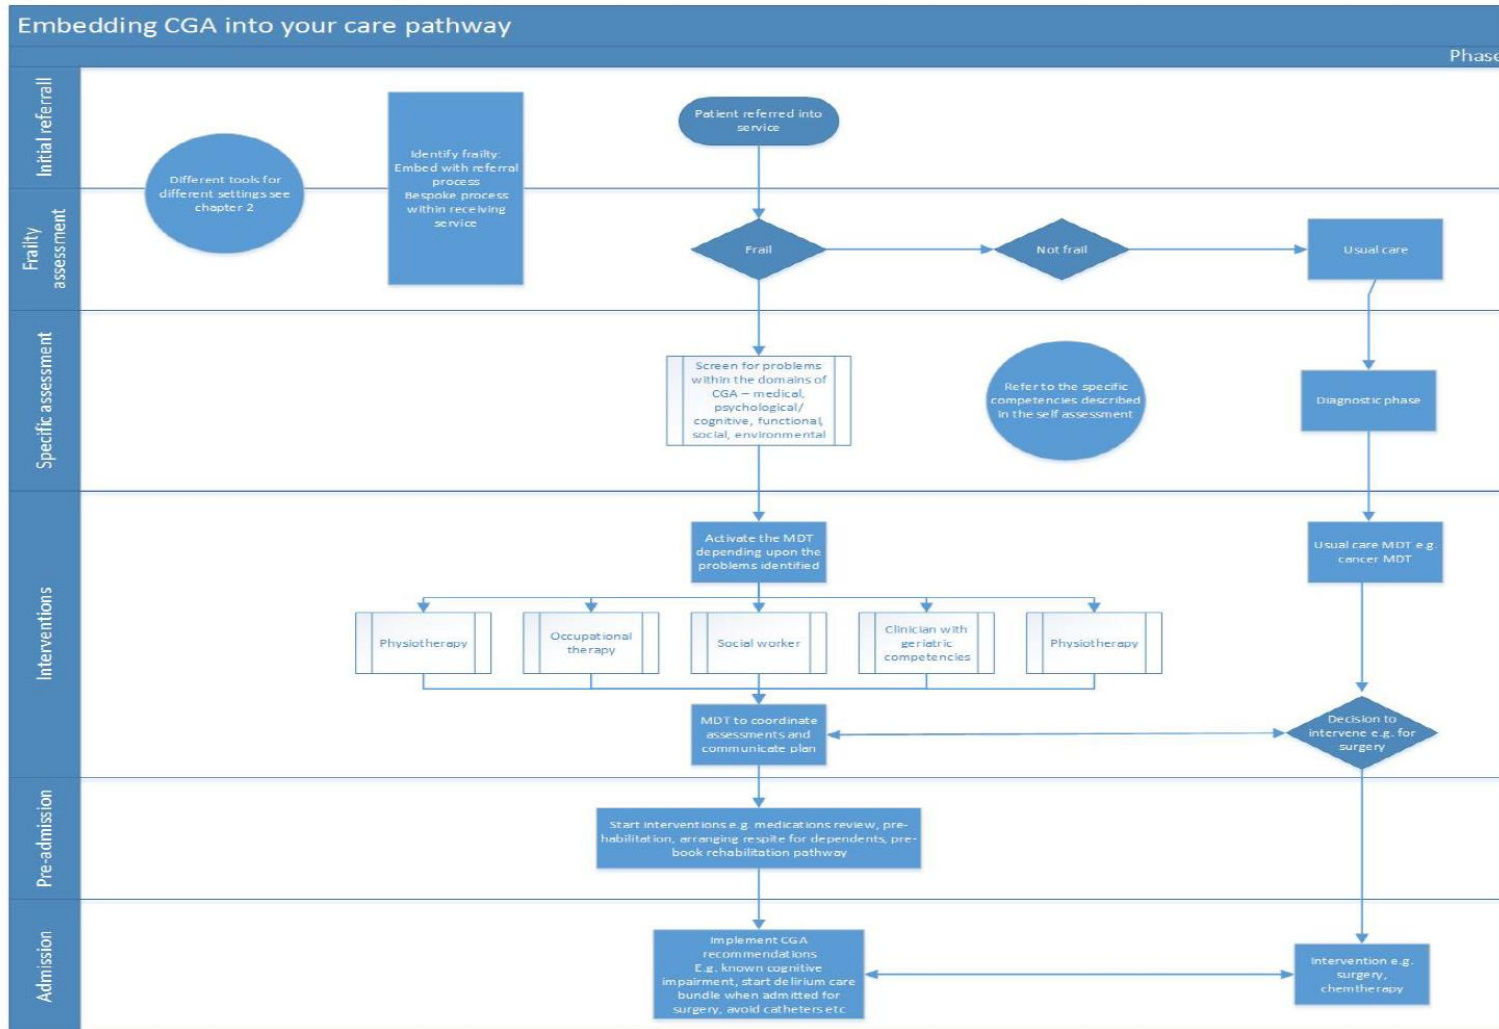 Embedding CGA into your care pathway
Phase
Initial referrall
Patient referred into
service
Identify frailty:
Embed with referral
process
Bespoke process
within receiving
service
Different tools for
different settings see
chapter 2
Frailty
assessment
Frail
Not frail
Usual care
Specific assessment
Screen for problems
within the domains of
CGA – medical,
psychological/
cognitive, functional,
social, environmental
Refer to the specific
competencies described
in the self assessment
Diagnostic phase
Interventions
Activate the MDT
depending upon the
problems identified
Usual care MDT e.g.
cancer MDT
Physiotherapy
Occupational
therapy
Social worker
Clinician with
geriatric
competencies
Physiotherapy
MDT to coordinate
assessments and
communicate plan
Decision to
intervene e.g. for
surgery
Pre-admission
Start interventions e.g. medications review, pre-
habilitation, arranging respite for dependents, pre-
book rehabilitation pathway
Admission
Implement CGA
recommendations
E.g. known cognitive
impairment, start delirium care
bundle when admitted for
surgery, avoid catheters etc
Intervention e.g.
surgery,
chemtherapy